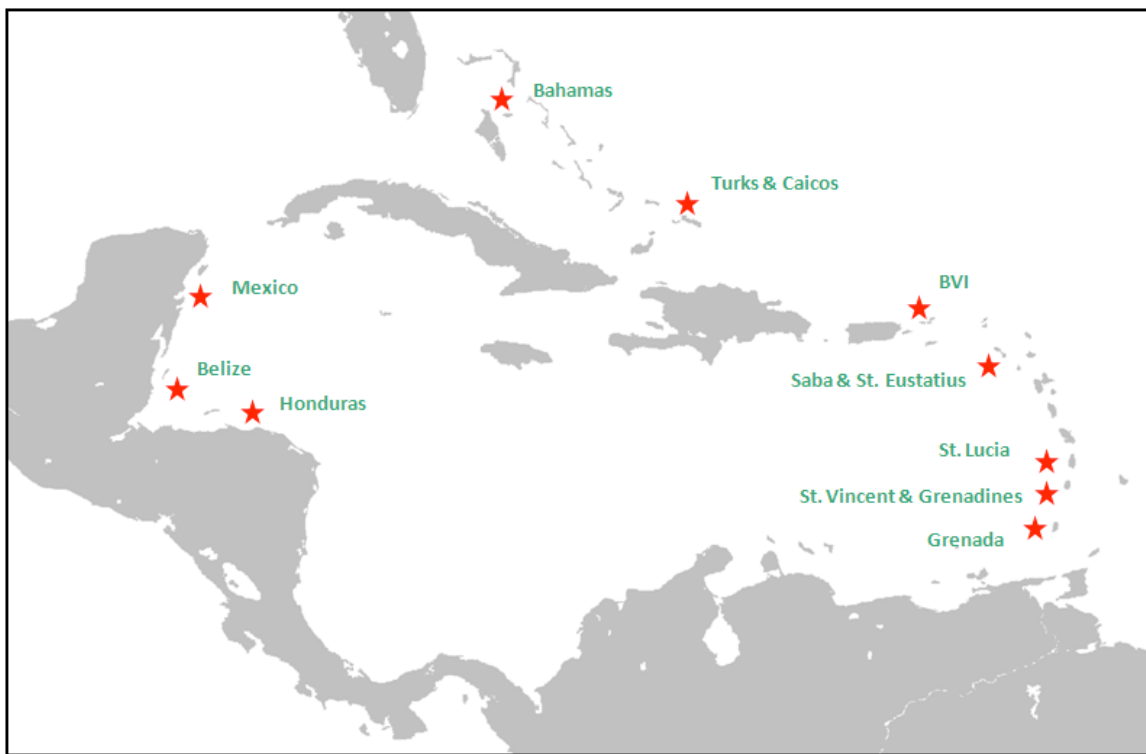 Bahamas
Turks & Caicos
BVI
Mexico
Belize
Saba & St. Eustatius
Honduras
St. Lucia
St. Vincent & Grenadines
Grenada